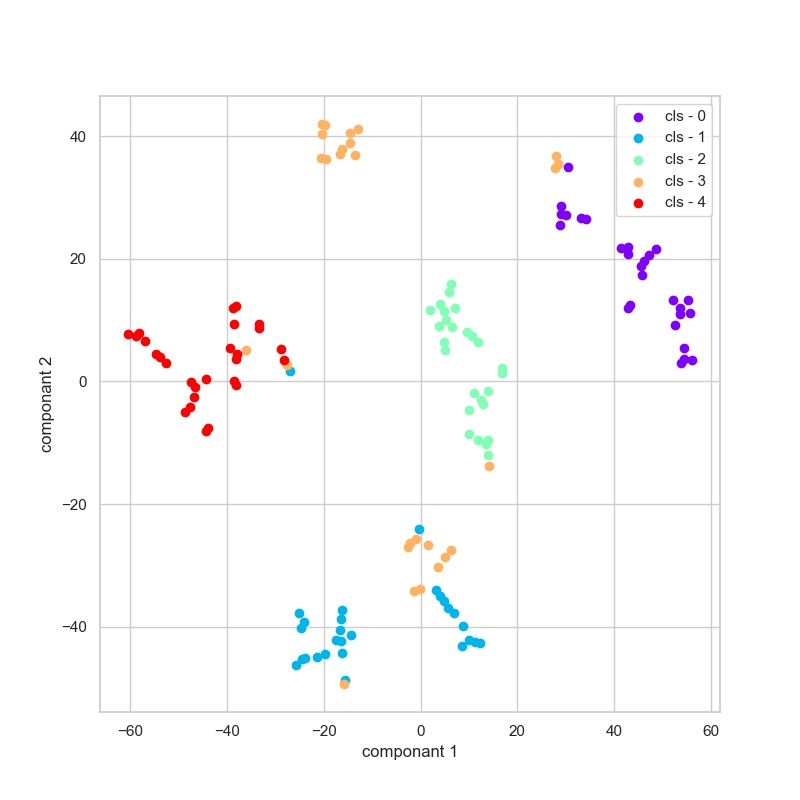 cls - 0
cls - 1
cls - 2
cls - 3
cls - 4
40
20
0
−20
−40
componant 2
−60
−40
−20
0
20
40
60
componant 1